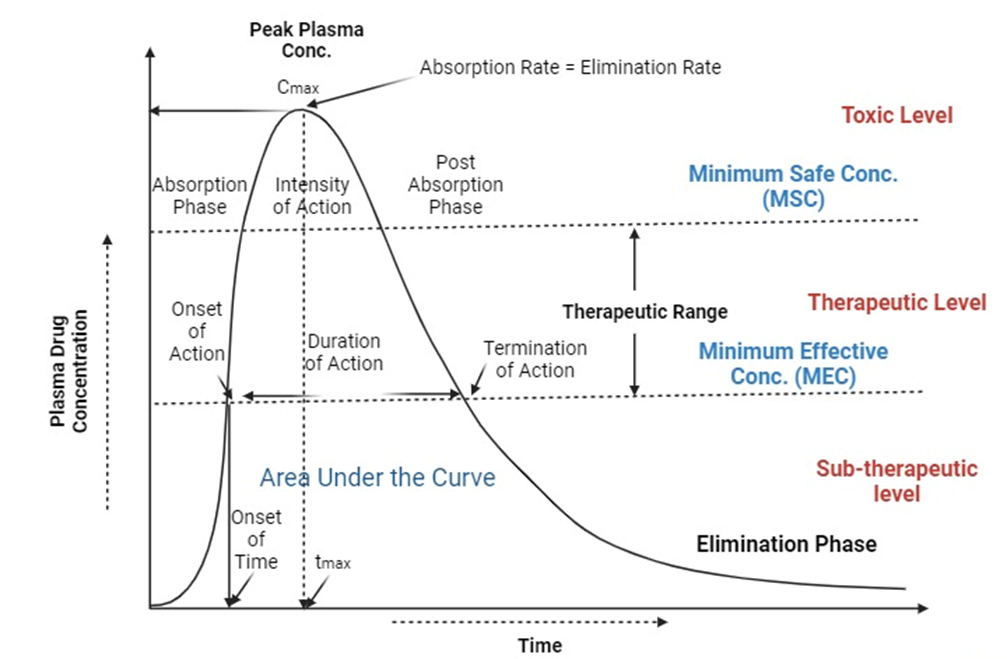 Peak Plasma
Conc.
Absorption Rate = Elimination Rate
Cmax
Toxic Level
Absorption
Phase
Intensity
of Action
Post
Absorption
Phase
Minimum Safe Conc.
(MSC)
Onset
of
Action
Duration
of Action
Therapeutic Range
Therapeutic Level
Termination
of Action
Minimum Effective
Conc. (MEC)
Plasma Drug
Concentration
Area Under the Curve
Sub-therapeutic
level
Onset
of
Time
tmax
Elimination Phase
Time